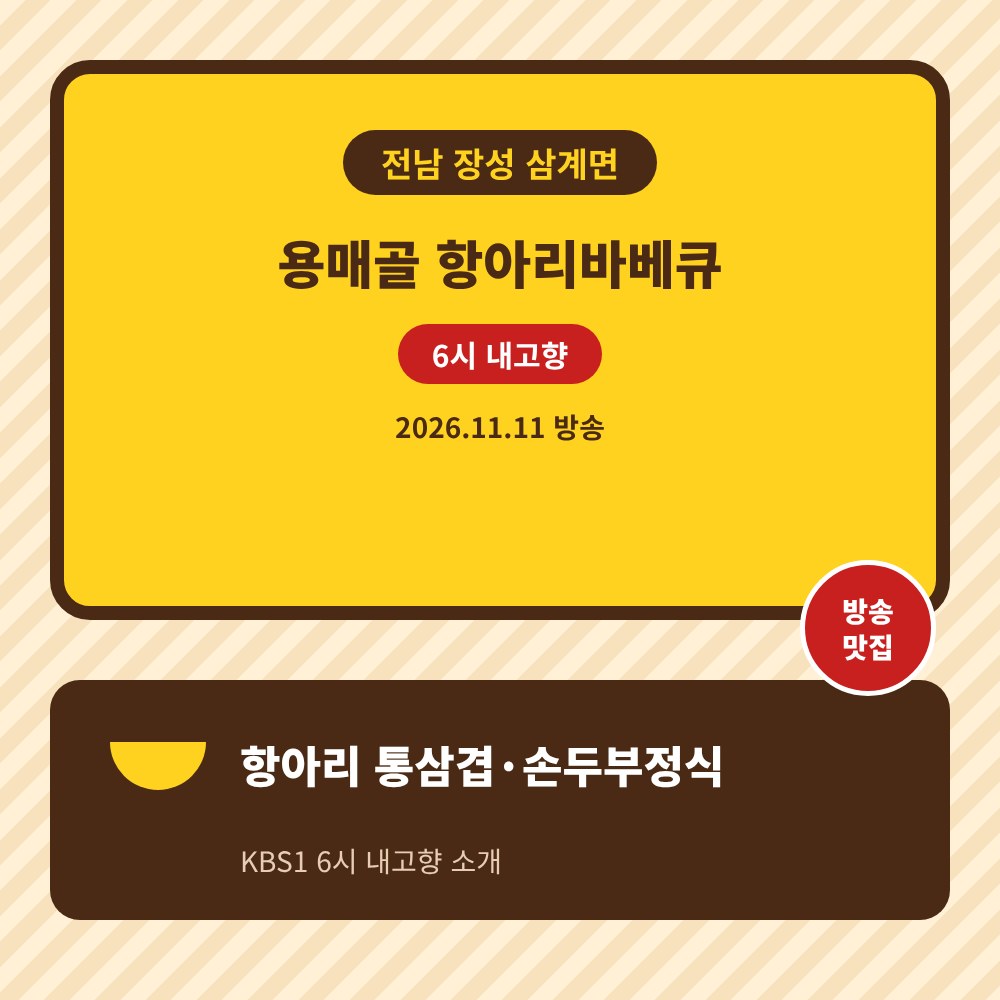 전남 장성 삼계면
용매골 항아리바베큐
6시 내고향
2026.11.11 방송
방송
맛집
항아리 통삼겹·손두부정식
KBS1 6시 내고향 소개